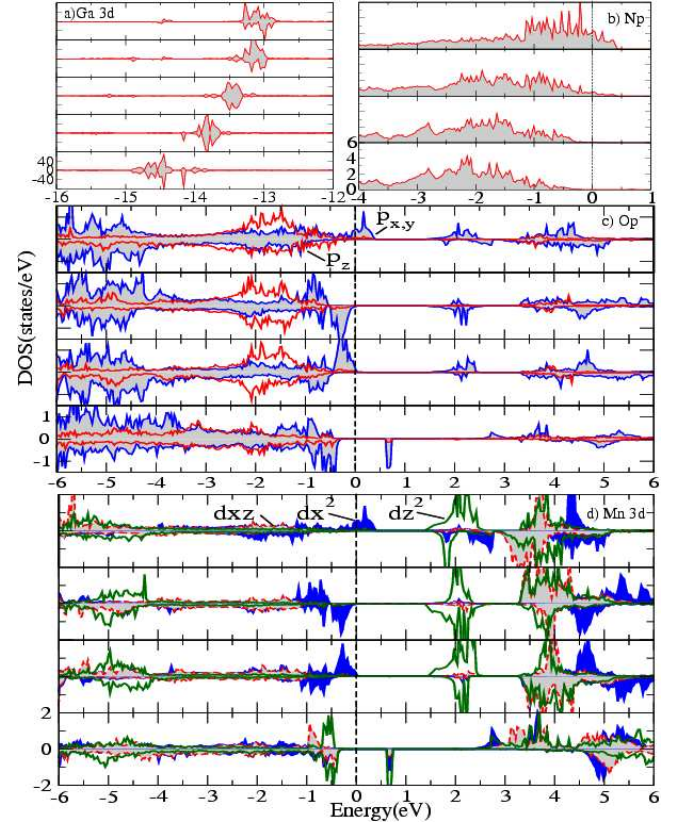 a)Ga 3d
b) Np
40
0
-40
6
4
2
0
-16 -15 -14 -13 -12
-4 -3 -2 -1 0 1
c) Op
p x,y
p z
DOS(states/eV)
1
0
-1
-6 -5 -4 -3 -2 -1 0 1 2 3 4 5 6
dxz dx² dz² d) Mn 3d
2
0
-2
-6 -5 -4 -3 -2 -1 0 1 2 3 4 5 6
Energy(eV)